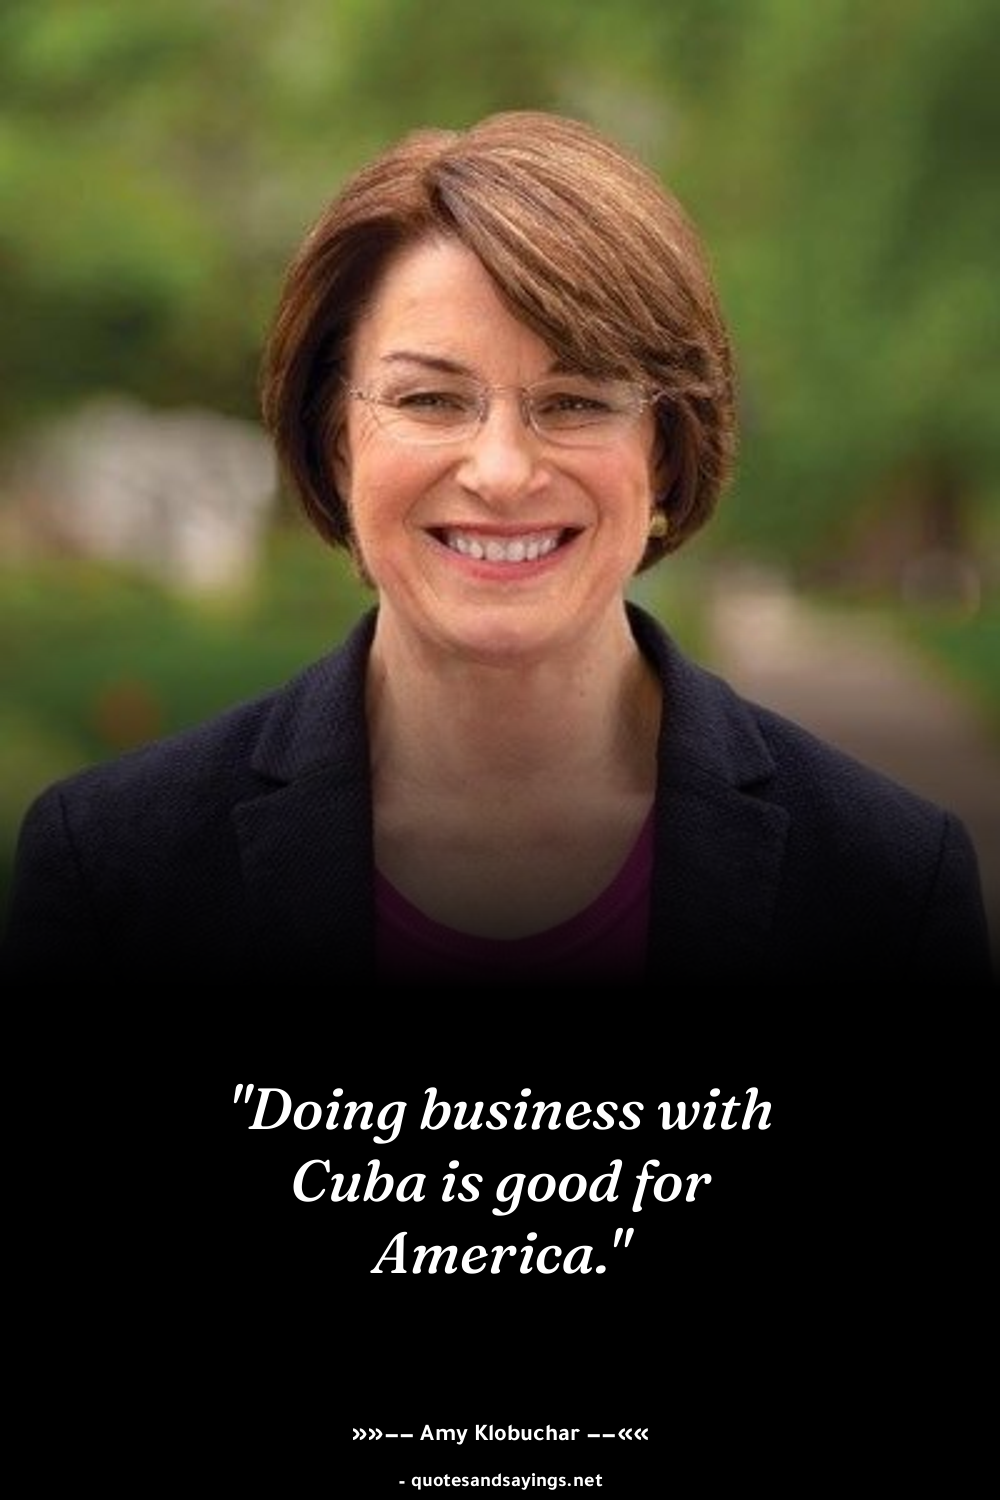 "Doing business with
Cuba is good for
America."
»»–– Amy Klobuchar ––««
- quotesandsayings.net